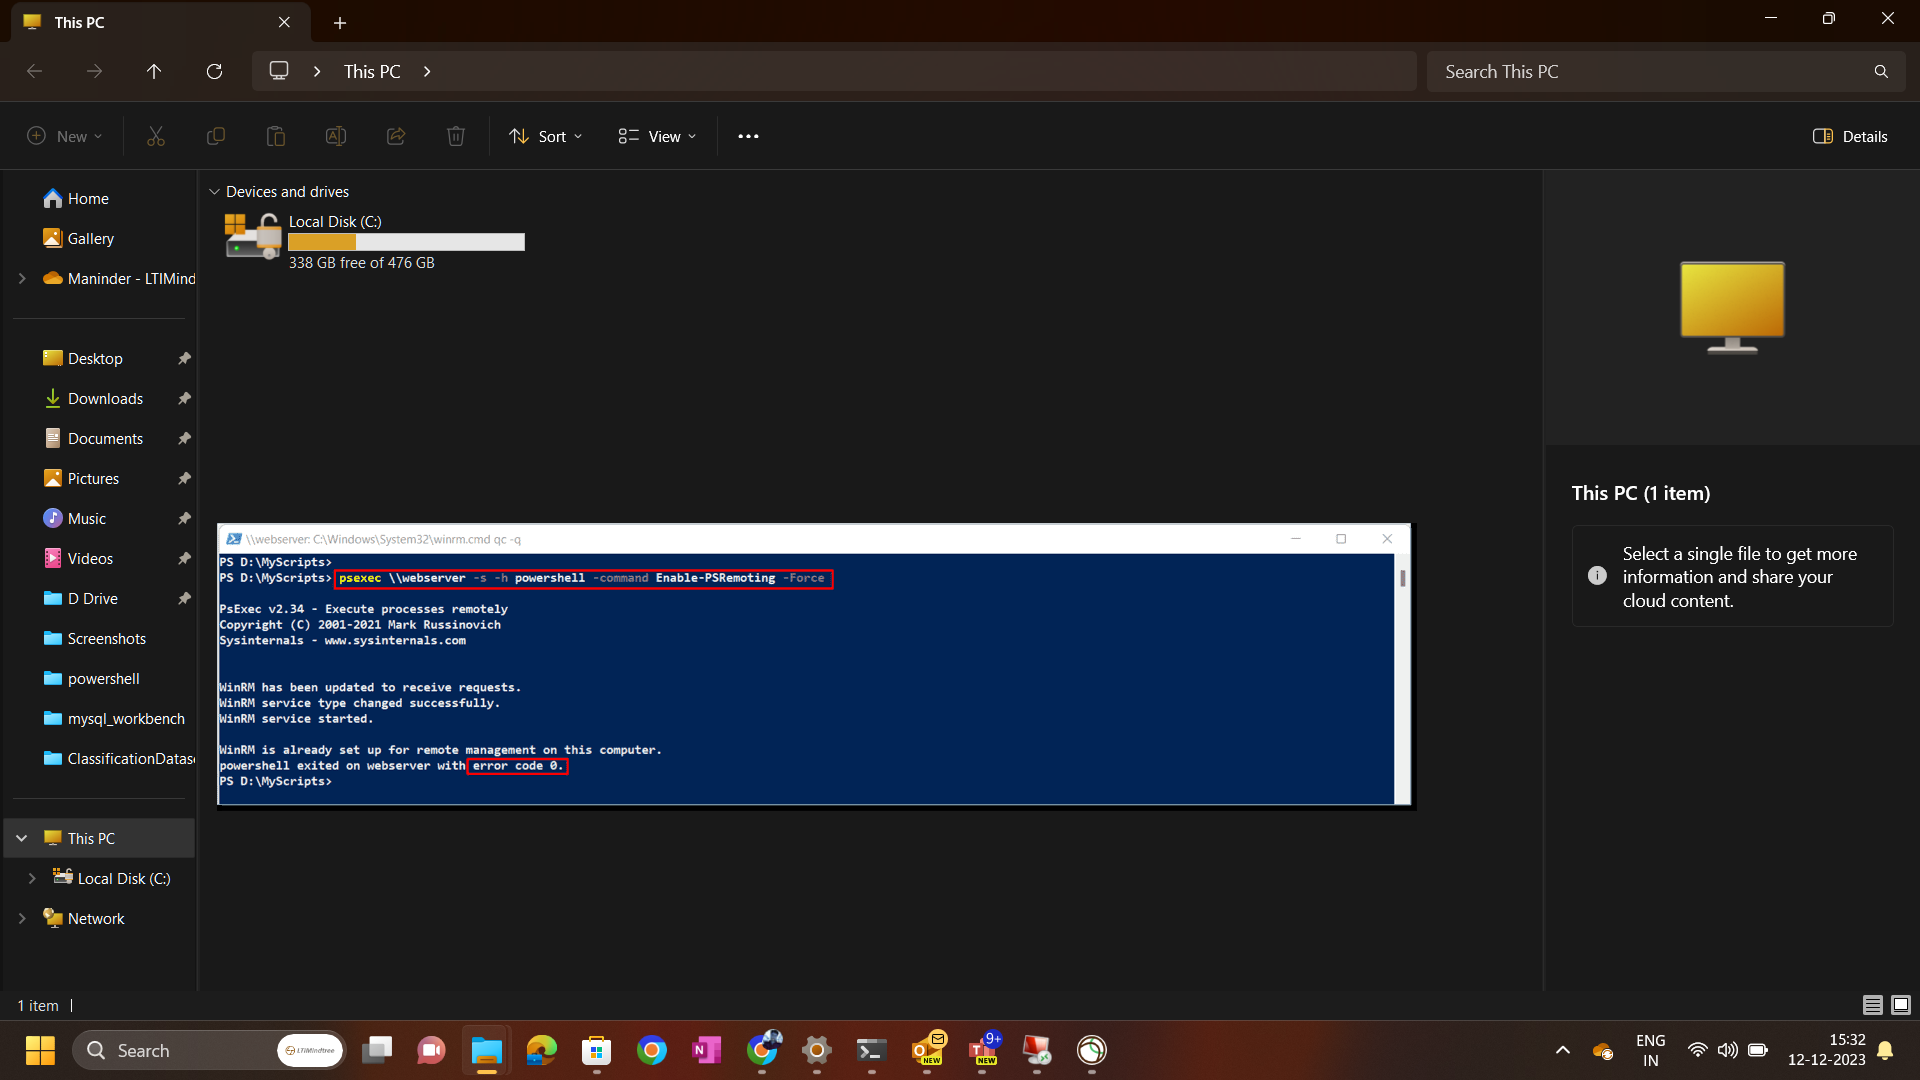 This PC
This PC
Search This PC
New
Sort
View
Details
Home
Gallery
Maninder - LTIMind
Desktop
Downloads
Documents
Pictures
Music
Videos
D Drive
Screenshots
powershell
mysql_workbench
ClassificationDatas
This PC
Local Disk (C:)
Network
Devices and drives
Local Disk (C:)
338 GB free of 476 GB
\\webserver: C:\Windows\System32\winrm.cmd qc -q
PS D:\MyScripts>
PS D:\MyScripts> psexec \\webserver -s -h powershell -command Enable-PSRemoting -Force
PsExec v2.34 - Execute processes remotely
Copyright (C) 2001-2021 Mark Russinovich
Sysinternals - www.sysinternals.com
WinRM has been updated to receive requests.
WinRM service type changed successfully.
WinRM service started.
WinRM is already set up for remote management on this computer.
powershell exited on webserver with error code 0.
PS D:\MyScripts>
This PC (1 item)
Select a single file to get more
information and share your
cloud content.
1 item
Search
LTIMindtree
NEW
9+
NEW
ENG
IN
15:32
12-12-2023